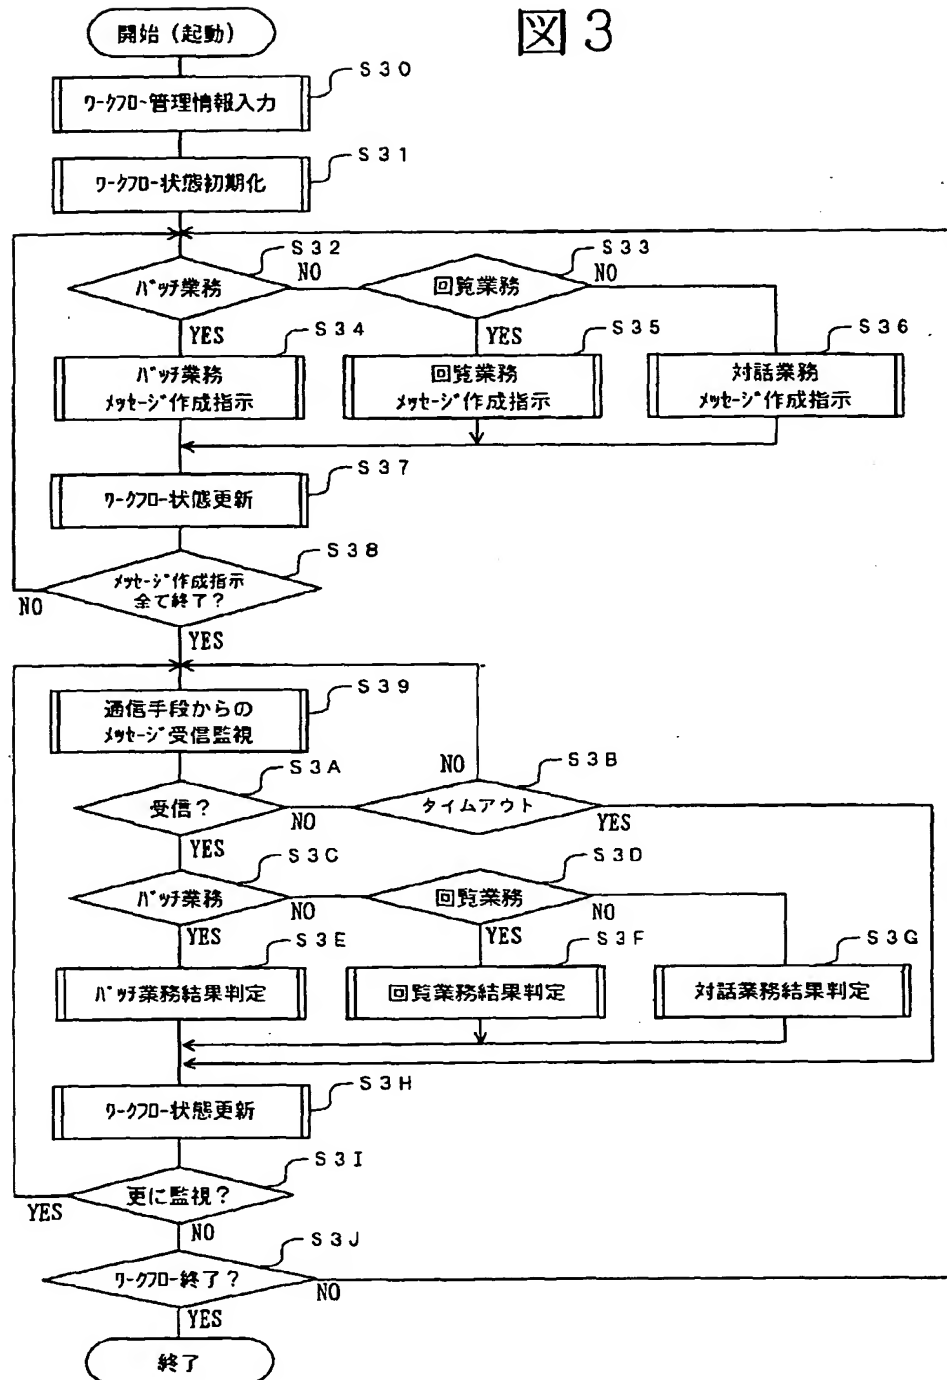 図3
開始(起動)
S30
ワークフロー管理情報入力
S31
ワークフロー状態初期化
S32
バッチ業務
NO
YES
S33
回覧業務
NO
YES
S34
バッチ業務
メッセージ作成指示
S35
回覧業務
メッセージ作成指示
S36
対話業務
メッセージ作成指示
S37
ワークフロー状態更新
S38
メッセージ作成指示
全て終了?
NO
YES
S39
通信手段からの
メッセージ受信監視
S3A
受信?
NO
YES
S3B
タイムアウト
NO
YES
S3C
バッチ業務
NO
YES
S3D
回覧業務
NO
YES
S3E
バッチ業務結果判定
S3F
回覧業務結果判定
S3G
対話業務結果判定
S3H
ワークフロー状態更新
S3I
更に監視?
YES
NO
S3J
ワークフロー終了?
NO
YES
終了